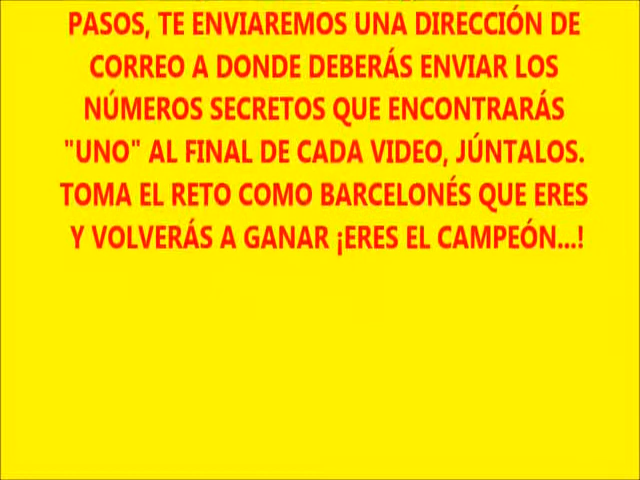 PASOS, TE ENVIAREMOS UNA DIRECCIÓN DE
CORREO A DONDE DEBERÁS ENVIAR LOS
NÚMEROS SECRETOS QUE ENCONTRARÁS
"UNO" AL FINAL DE CADA VIDEO, JÚNTALOS.
TOMA EL RETO COMO BARCELONÉS QUE ERES
Y VOLVERÁS A GANAR ¡ERES EL CAMPEÓN...!